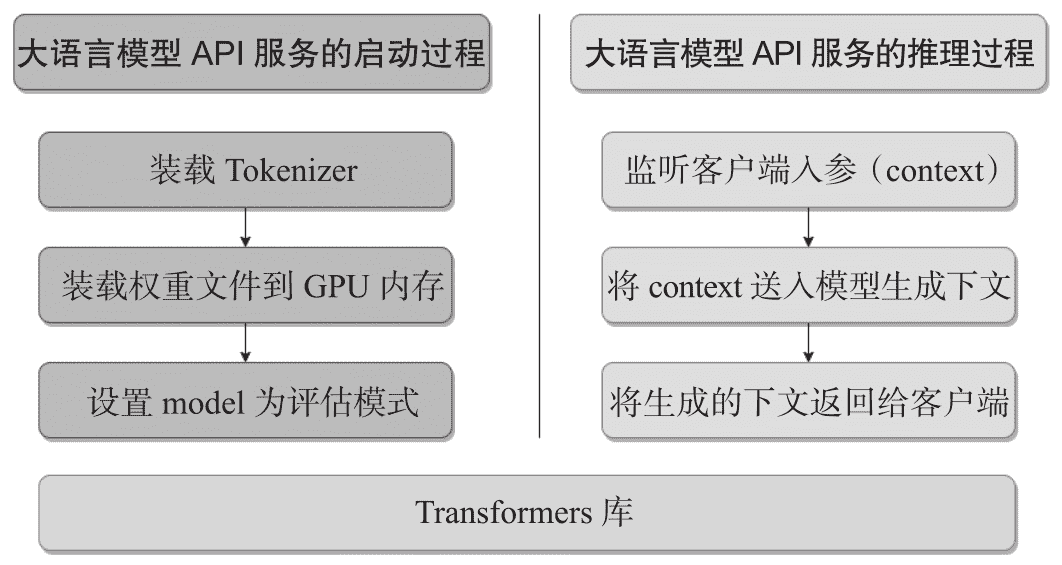 大语言模型 API 服务的启动过程
装载 Tokenizer
装载权重文件到 GPU 内存
设置 model 为评估模式
大语言模型 API 服务的推理过程
监听客户端入参（context）
将 context 送入模型生成下文
将生成的下文返回给客户端
Transformers 库